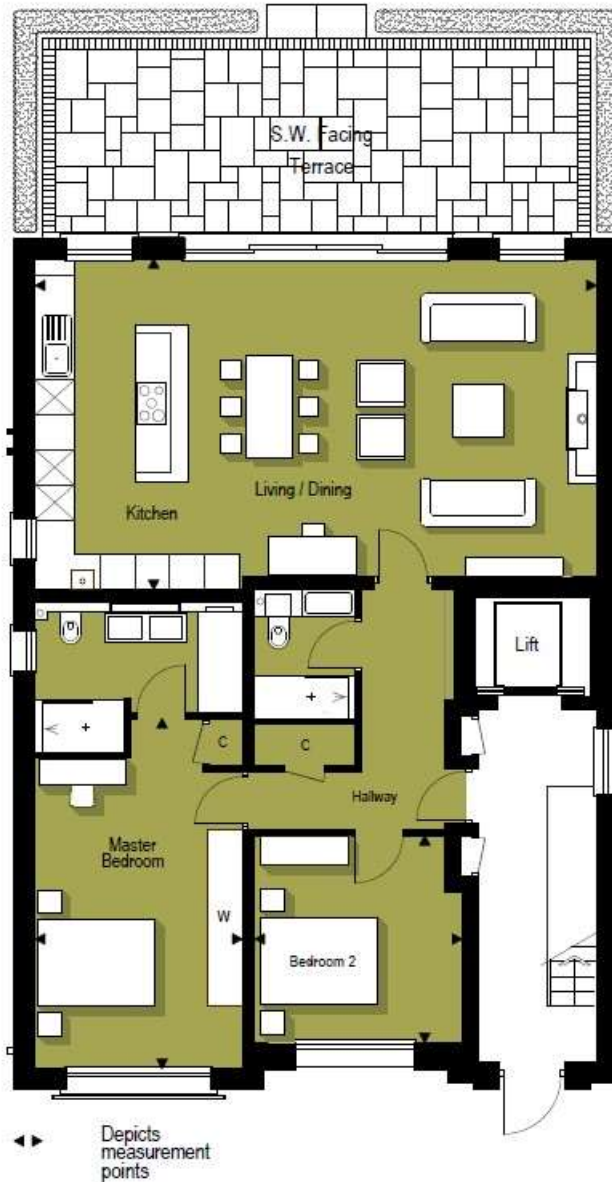 S.W. Facing
Terrace
Living / Dining
Kitchen
Lift
C
C
Hallway
Master
Bedroom
W
Bedroom 2
Depicts
measurement
points